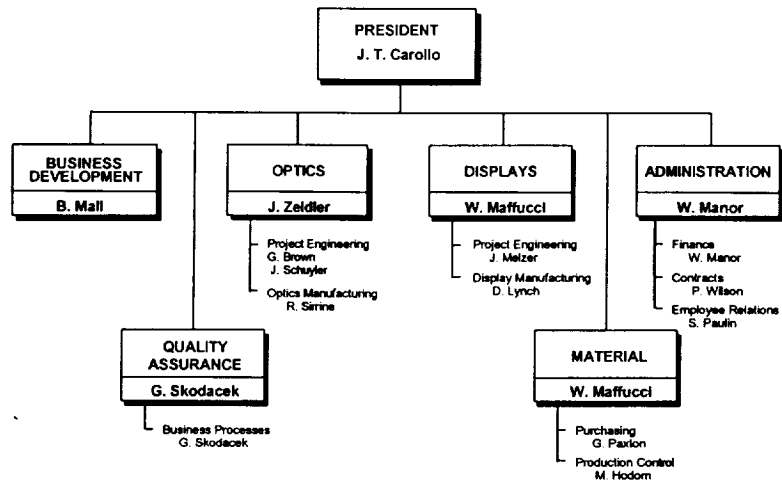 PRESIDENT
J. T. Carollo
BUSINESS
DEVELOPMENT
B. Mall
OPTICS
J. Zeidler
Project Engineering
G. Brown
J. Schuyler
Optics Manufacturing
R. Sirrine
DISPLAYS
W. Maffucci
Project Engineering
J. Melzer
Display Manufacturing
D. Lynch
ADMINISTRATION
W. Manor
Finance
W. Manor
Contracts
P. Wilson
Employee Relations
S. Paulin
QUALITY
ASSURANCE
G. Skodacek
Business Processes
G. Skodacek
MATERIAL
W. Maffucci
Purchasing
G. Paxton
Production Control
M. Hodorn